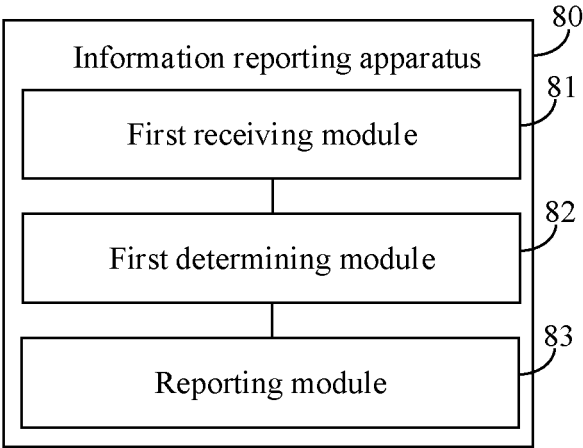 80
Information reporting apparatus
81
First receiving module
82
First determining module
83
Reporting module